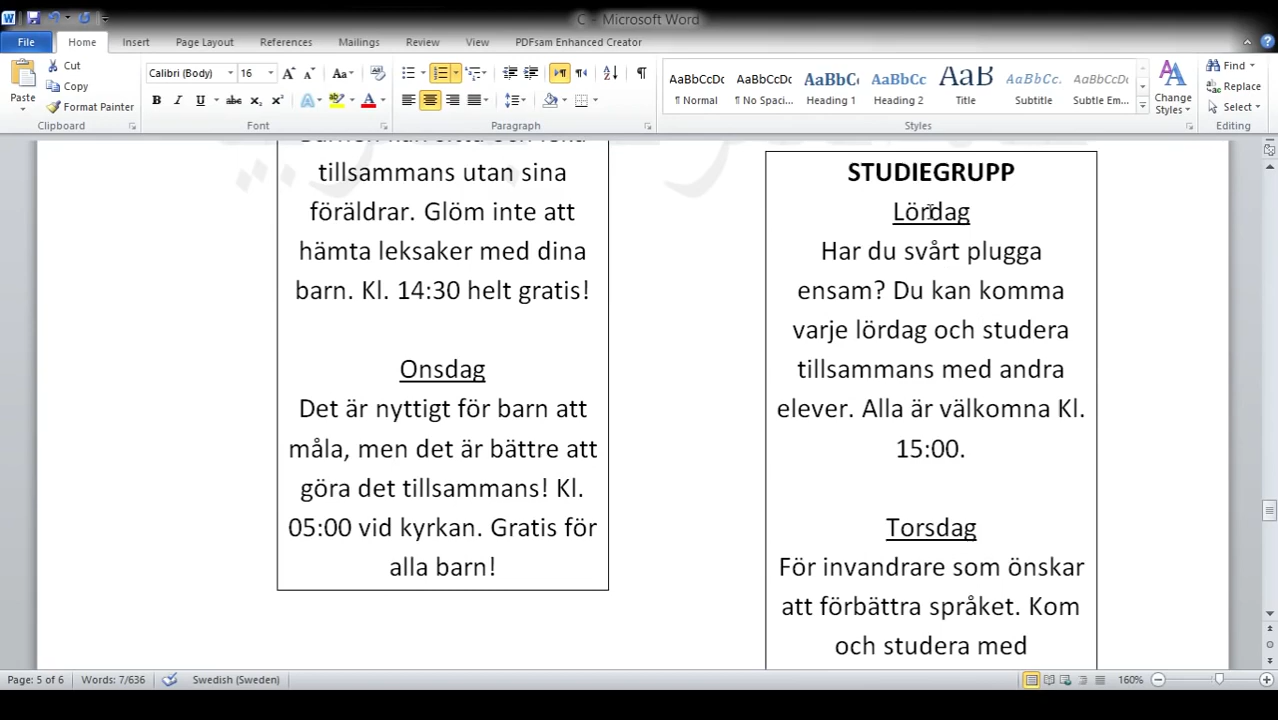 C - Microsoft Word
File Home Insert Page Layout References Mailings Review View PDFsam Enhanced Creator
Paste
Cut
Copy
Format Painter
Clipboard
Calibri (Body) 16
Font
Paragraph
AaBbCcDc AaBbCcDc AaBbC AaBbCc AaB AaBbCc. AaBbCcDc
¶ Normal ¶ No Spaci... Heading 1 Heading 2 Title Subtitle Subtle Em...
Change Styles
Styles
Find
Replace
Select
Editing
tillsammans utan sina
föräldrar. Glöm inte att
hämta leksaker med dina
barn. Kl. 14:30 helt gratis!
Onsdag
Det är nyttigt för barn att
måla, men det är bättre att
göra det tillsammans! Kl.
05:00 vid kyrkan. Gratis för
alla barn!
STUDIEGRUPP
Lördag
Har du svårt plugga
ensam? Du kan komma
varje lördag och studera
tillsammans med andra
elever. Alla är välkomna Kl.
15:00.
Torsdag
För invandrare som önskar
att förbättra språket. Kom
och studera med
Page: 5 of 6 Words: 7/636 Swedish (Sweden) 160%